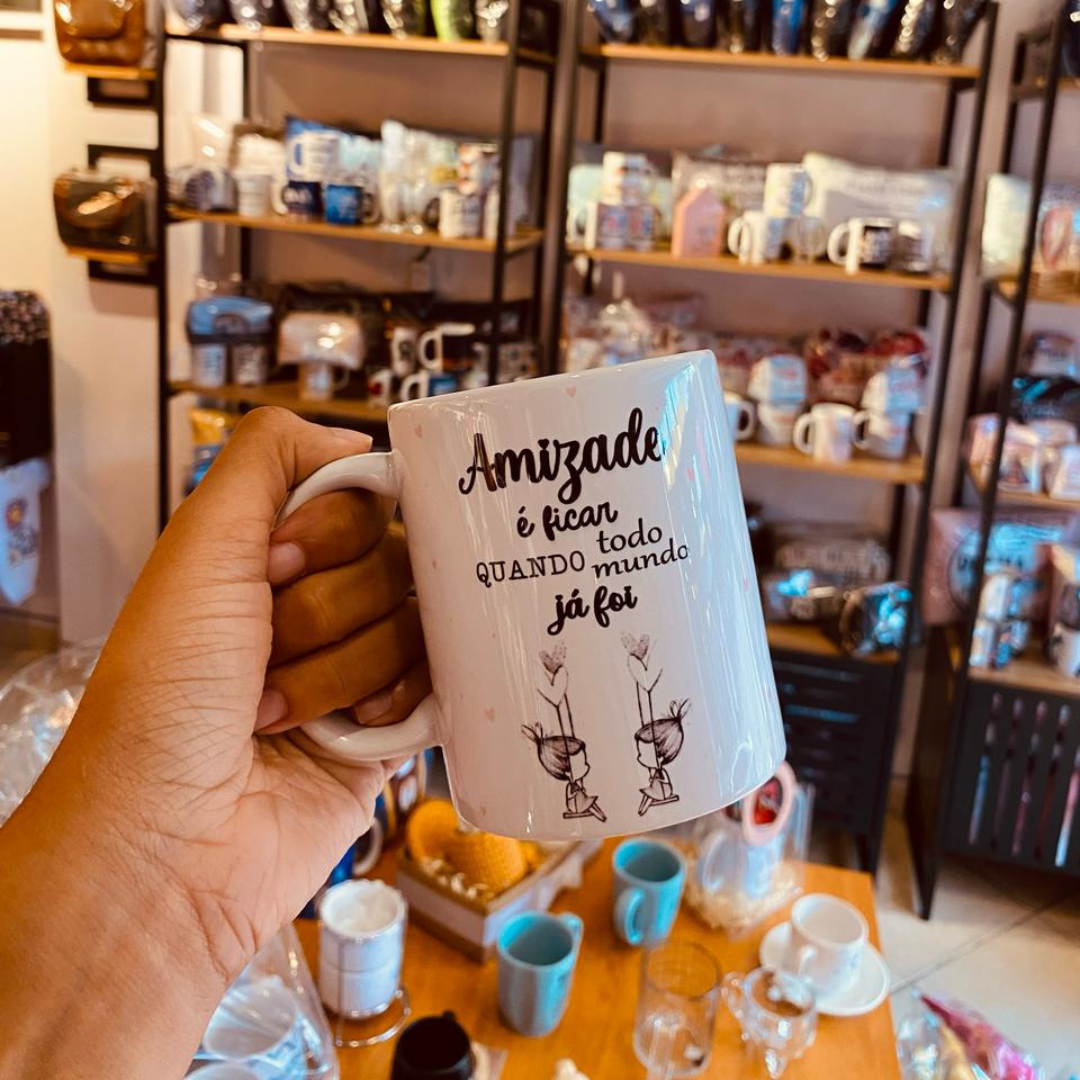 Amizade
é ficar
QUANDO todo mundo
já foi